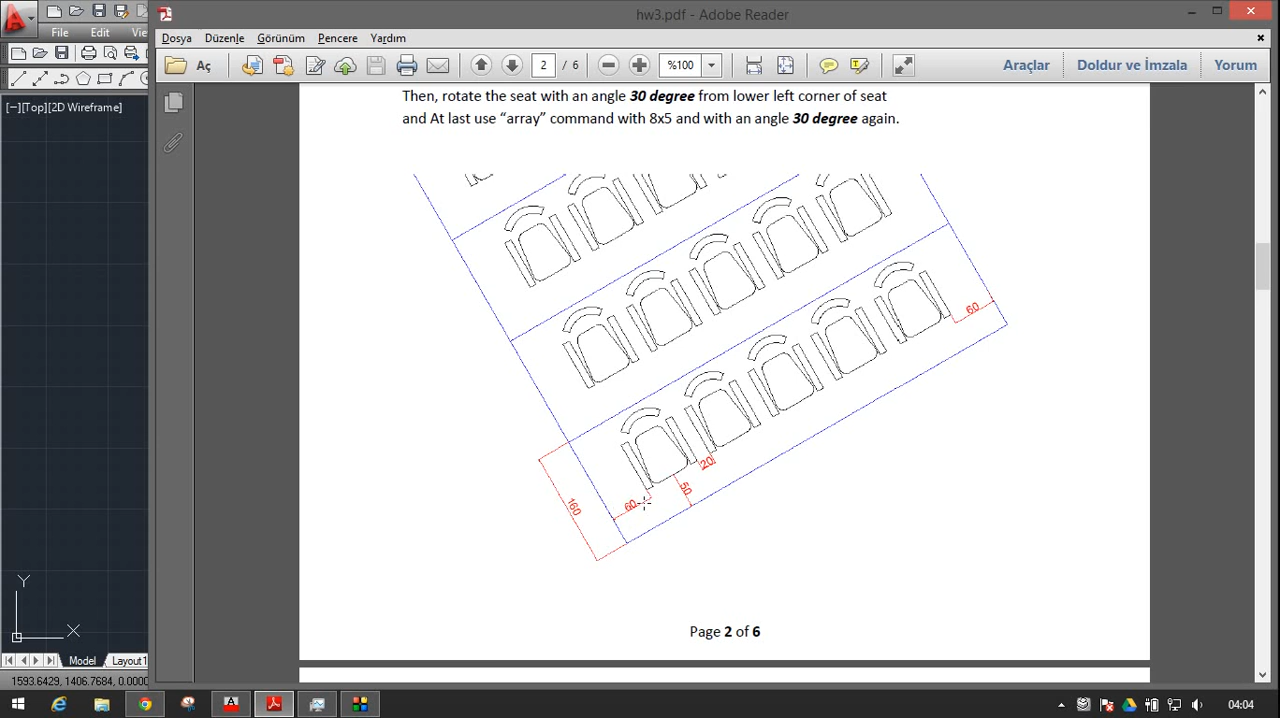 hw3.pdf - Adobe Reader
File Edit Vi
Dosya Düzenle Görünüm Pencere Yardım
Aç 2 / 6 %100 Araçlar Doldur ve İmzala Yorum
[−][Top][2D Wireframe]
Then, rotate the seat with an angle 30 degree from lower left corner of seat
and At last use “array” command with 8x5 and with an angle 30 degree again.
60
20
50
60
160
Y
X
Page 2 of 6
Model Layout1
1593.6429, 1406.7684, 0.0000
04:04